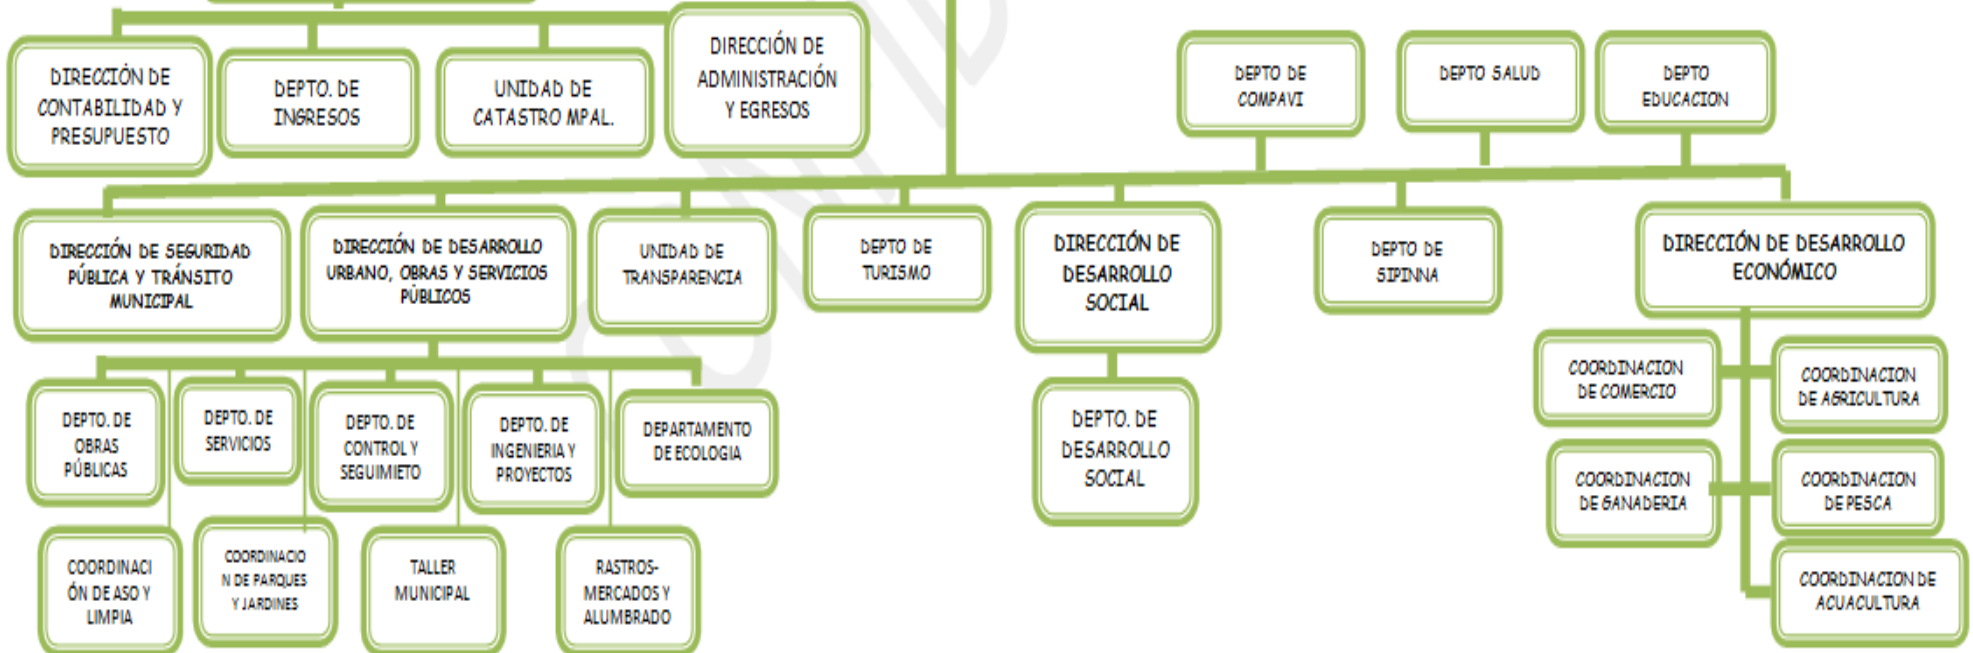 DIRECCIÓN DE
CONTABILIDAD Y
PRESUPUESTO
DEPTO. DE
INGRESOS
UNIDAD DE
CATASTRO MPAL.
DIRECCIÓN DE
ADMINISTRACIÓN
Y EGRESOS
DEPTO DE
COMPAVI
DEPTO SALUD
DEPTO
EDUCACION
DIRECCIÓN DE SEGURIDAD
PÚBLICA Y TRÁNSITO
MUNICIPAL
DIRECCIÓN DE DESARROLLO
URBANO, OBRAS Y SERVICIOS
PÚBLICOS
UNIDAD DE
TRANSPARENCIA
DEPTO DE
TURISMO
DIRECCIÓN DE
DESARROLLO
SOCIAL
DEPTO DE
SIPINNA
DIRECCIÓN DE DESARROLLO
ECONÓMICO
DEPTO. DE
OBRAS
PÚBLICAS
DEPTO. DE
SERVICIOS
DEPTO. DE
CONTROL Y
SEGUIMIETO
DEPTO. DE
INGENIERIA Y
PROYECTOS
DEPARTAMENTO
DE ECOLOGIA
DEPTO. DE
DESARROLLO
SOCIAL
COORDINACION
DE COMERCIO
COORDINACION
DE AGRICULTURA
COORDINACION
DE GANADERIA
COORDINACION
DE PESCA
COORDINACI
ÓN DE ASO Y
LIMPIA
COORDINACIO
N DE PARQUES
Y JARDINES
TALLER
MUNICIPAL
RASTROS-
MERCADOS Y
ALUMBRADO
COORDINACION DE
ACUACULTURA